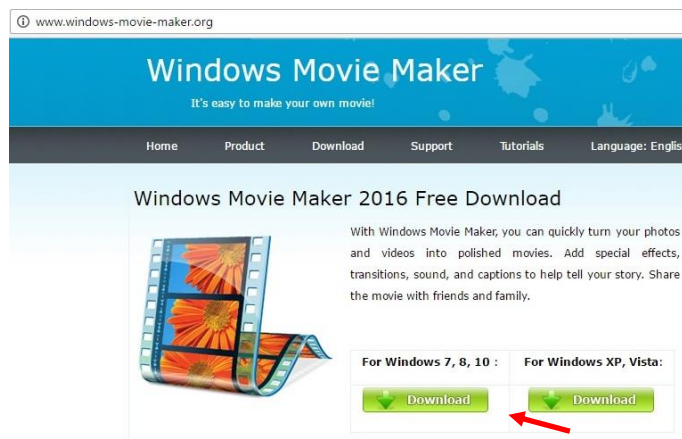 www.windows-movie-maker.org
Windows Movie Maker
It's easy to make your own movie!
Home Product Download Support Tutorials Language: Englis
Windows Movie Maker 2016 Free Download
With Windows Movie Maker, you can quickly turn your photos
and videos into polished movies. Add special effects,
transitions, sound, and captions to help tell your story. Share
the movie with friends and family.
For Windows 7, 8, 10 : For Windows XP, Vista:
Download Download